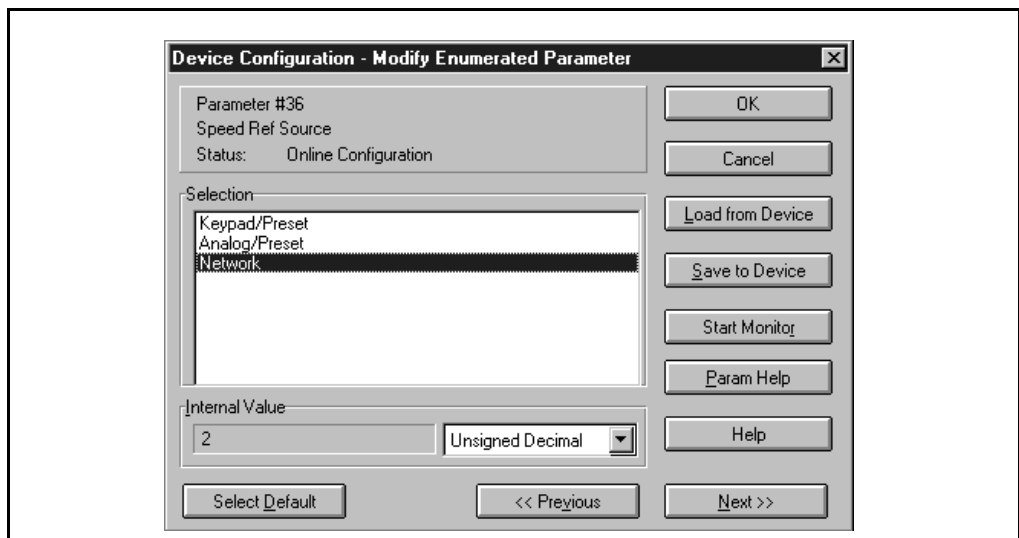 Device Configuration - Modify Enumerated Parameter
Parameter #36
Speed Ref Source
Status: Online Configuration
Selection
Keypad/Preset
Analog/Preset
Network
Internal Value
2
Unsigned Decimal
Select Default
<< Previous
Next >>
OK
Cancel
Load from Device
Save to Device
Start Monitor
Param Help
Help